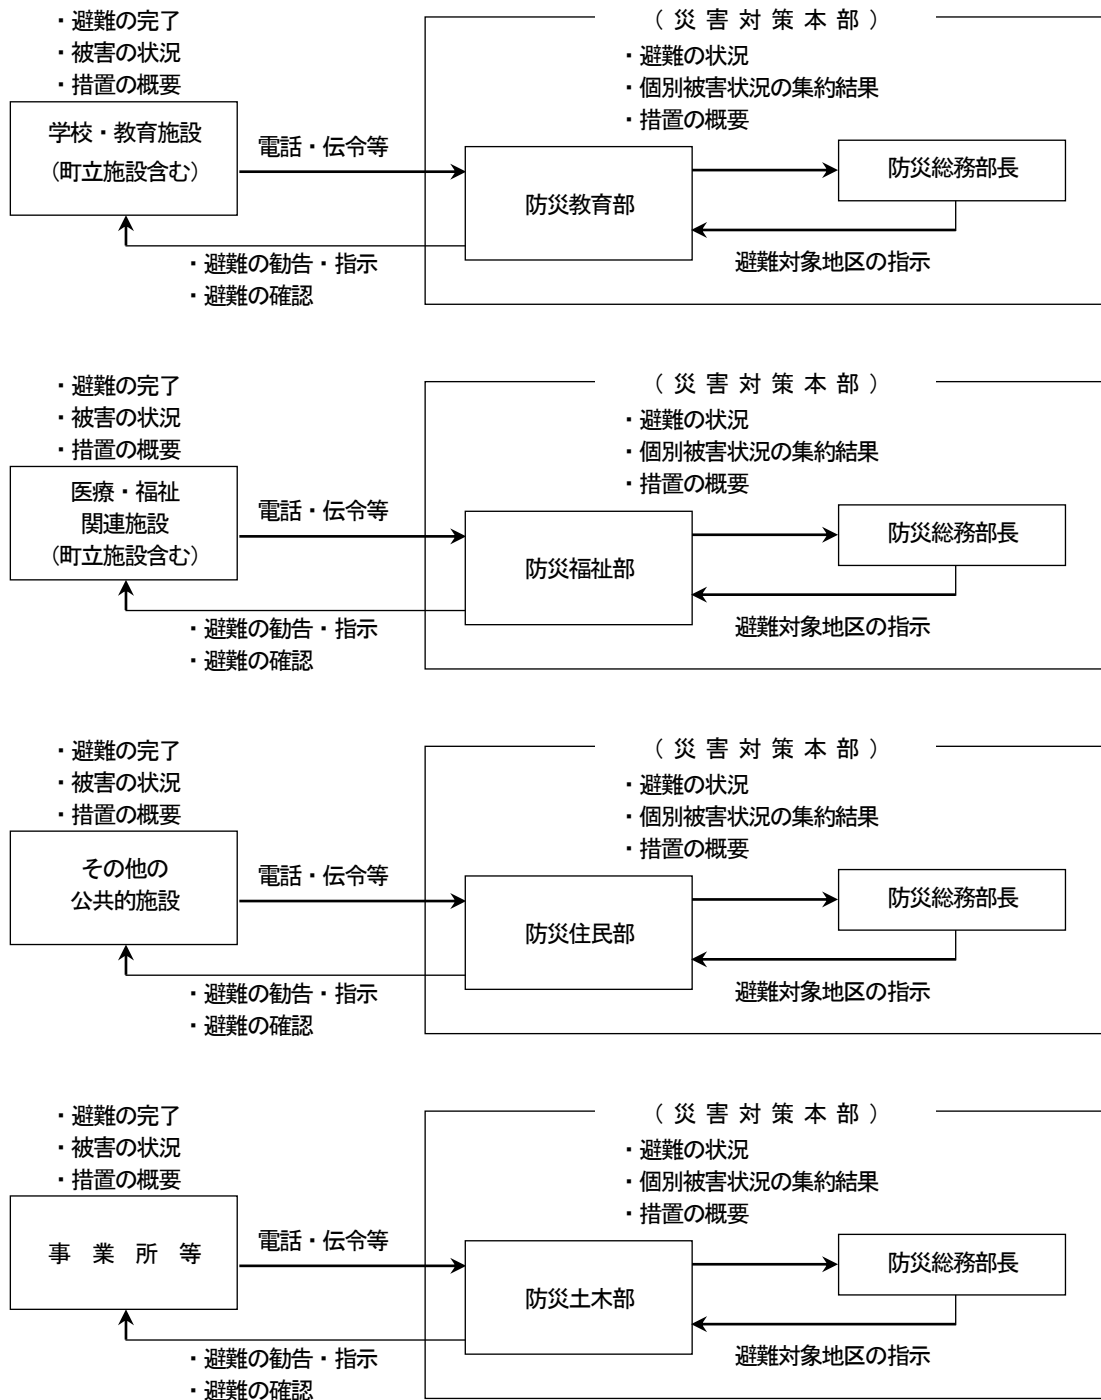 ・避難の完了
・被害の状況
・措置の概要
学校・教育施設
（町立施設含む）
電話・伝令等
・避難の勧告・指示
・避難の確認
（災害対策本部）
・避難の状況
・個別被害状況の集約結果
・措置の概要
防災教育部
防災総務部長
避難対象地区の指示
・避難の完了
・被害の状況
・措置の概要
医療・福祉
関連施設
（町立施設含む）
電話・伝令等
・避難の勧告・指示
・避難の確認
（災害対策本部）
・避難の状況
・個別被害状況の集約結果
・措置の概要
防災福祉部
防災総務部長
避難対象地区の指示
・避難の完了
・被害の状況
・措置の概要
その他の
公共的施設
電話・伝令等
・避難の勧告・指示
・避難の確認
（災害対策本部）
・避難の状況
・個別被害状況の集約結果
・措置の概要
防災住民部
防災総務部長
避難対象地区の指示
・避難の完了
・被害の状況
・措置の概要
事　業　所　等
電話・伝令等
・避難の勧告・指示
・避難の確認
（災害対策本部）
・避難の状況
・個別被害状況の集約結果
・措置の概要
防災土木部
防災総務部長
避難対象地区の指示